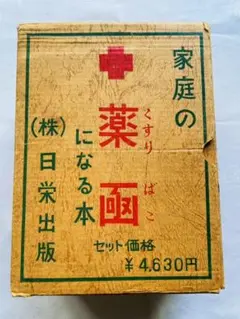 家庭の
薬函
くすり ばこ
になる本
(株)日栄出版
セット価格
¥4,630円